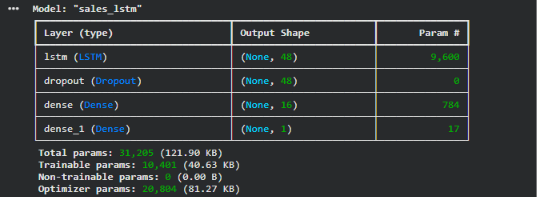 ••• Model: "sales_lstm"
Layer (type) Output Shape Param #
lstm (LSTM) (None, 48) 9,600
dropout (Dropout) (None, 48) 0
dense (Dense) (None, 16) 784
dense_1 (Dense) (None, 1) 17
Total params: 31,205 (121.90 KB)
Trainable params: 10,401 (40.63 KB)
Non-trainable params: 0 (0.00 B)
Optimizer params: 20,804 (81.27 KB)